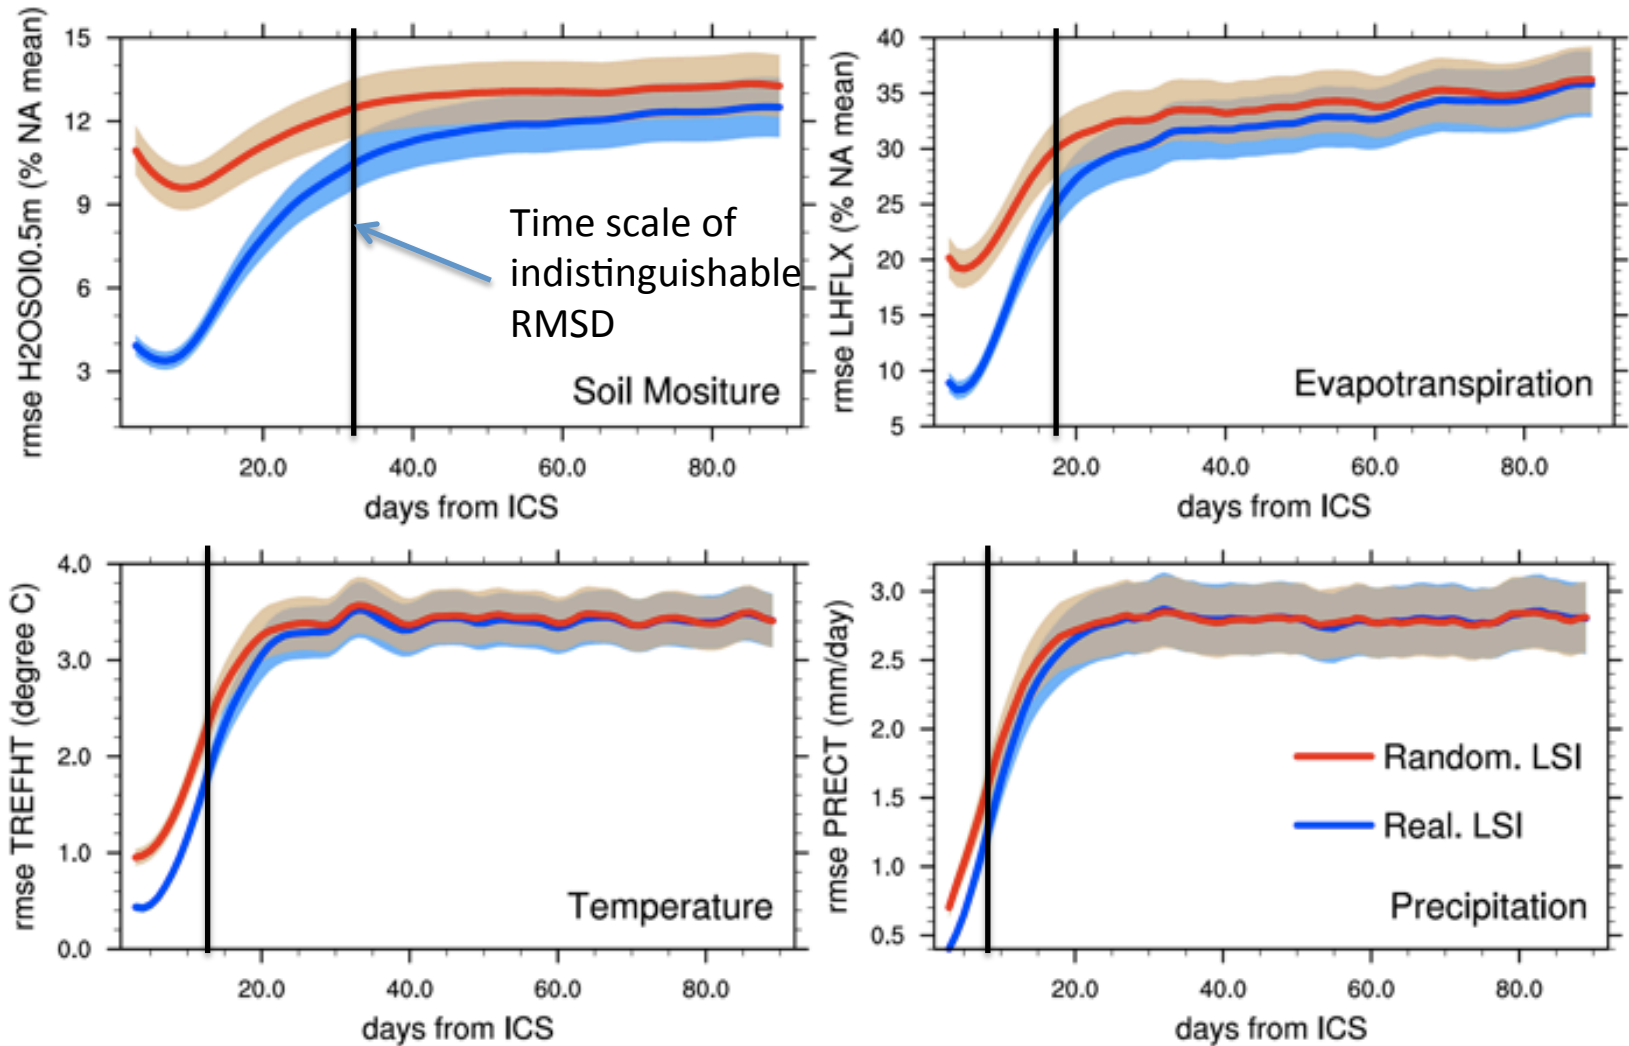 rmse H2OSOI0.5m (% NA mean)
15
12
9
6
3
20.0 40.0 60.0 80.0
days from ICS
Time scale of
indistinguishable
RMSD
Soil Mositure
rmse LHFLX (% NA mean)
40
35
30
25
20
15
10
5
20.0 40.0 60.0 80.0
days from ICS
Evapotranspiration
rmse TREFHT (degree C)
4.0
3.0
2.0
1.0
0.0
20.0 40.0 60.0 80.0
days from ICS
Temperature
rmse PRECT (mm/day)
3.0
2.5
2.0
1.5
1.0
0.5
20.0 40.0 60.0 80.0
days from ICS
Random. LSI
Real. LSI
Precipitation